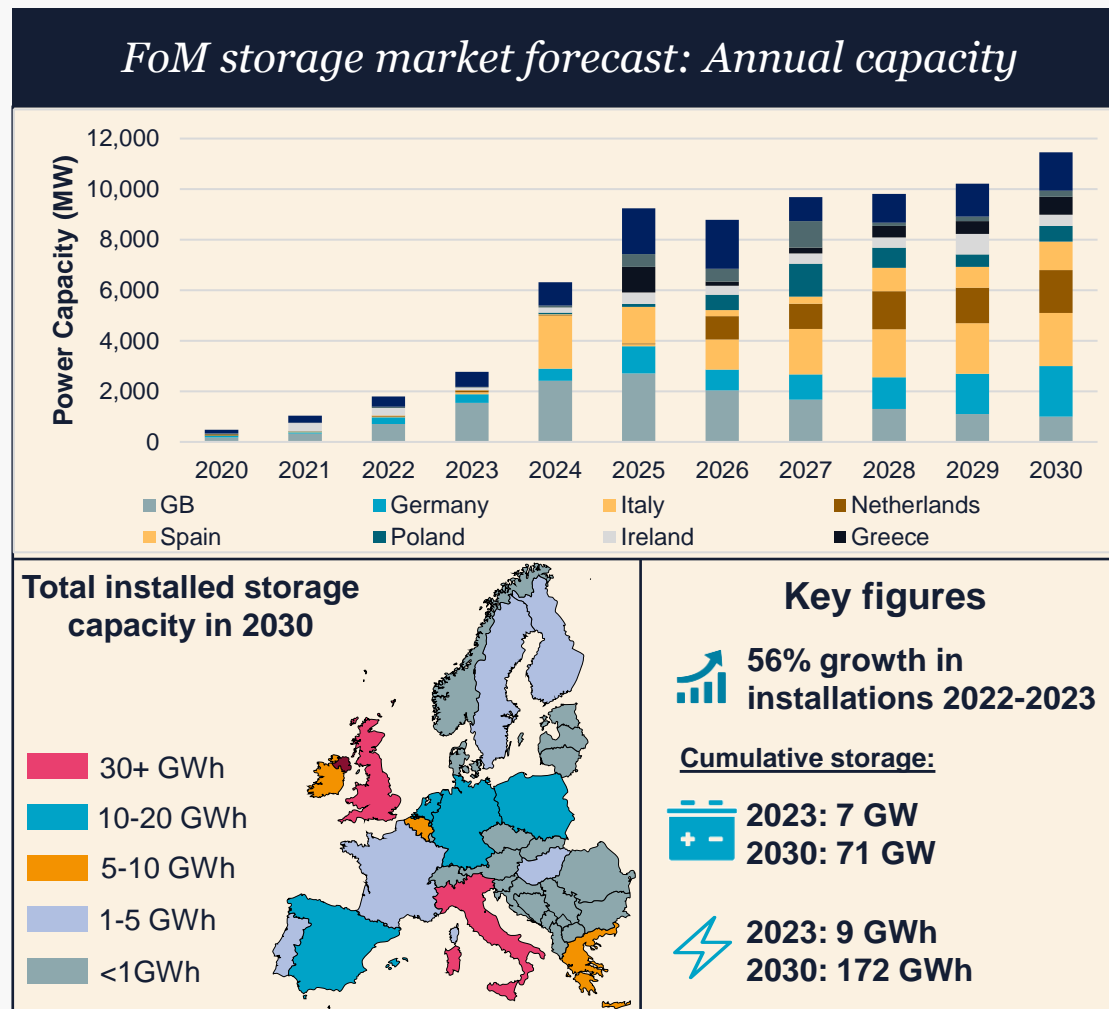 FoM storage market forecast: Annual capacity
Power Capacity (MW)
12,000
10,000
8,000
6,000
4,000
2,000
0
2020 2021 2022 2023 2024 2025 2026 2027 2028 2029 2030
GB Germany Italy Netherlands
Spain Poland Ireland Greece
Total installed storage
capacity in 2030
30+ GWh
10-20 GWh
5-10 GWh
1-5 GWh
<1GWh
Key figures
56% growth in
installations 2022-2023
Cumulative storage:
2023: 7 GW
2030: 71 GW
2023: 9 GWh
2030: 172 GWh